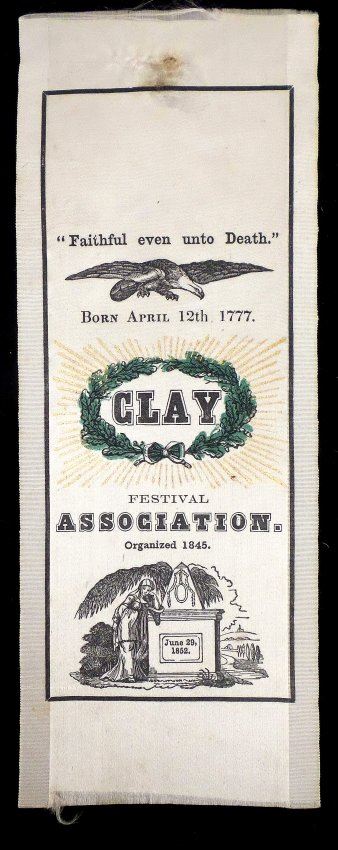 “Faithful even unto Death.”
BORN APRIL 12th 1777.
CLAY
FESTIVAL
ASSOCIATION.
Organized 1845.
June 29,
1852.